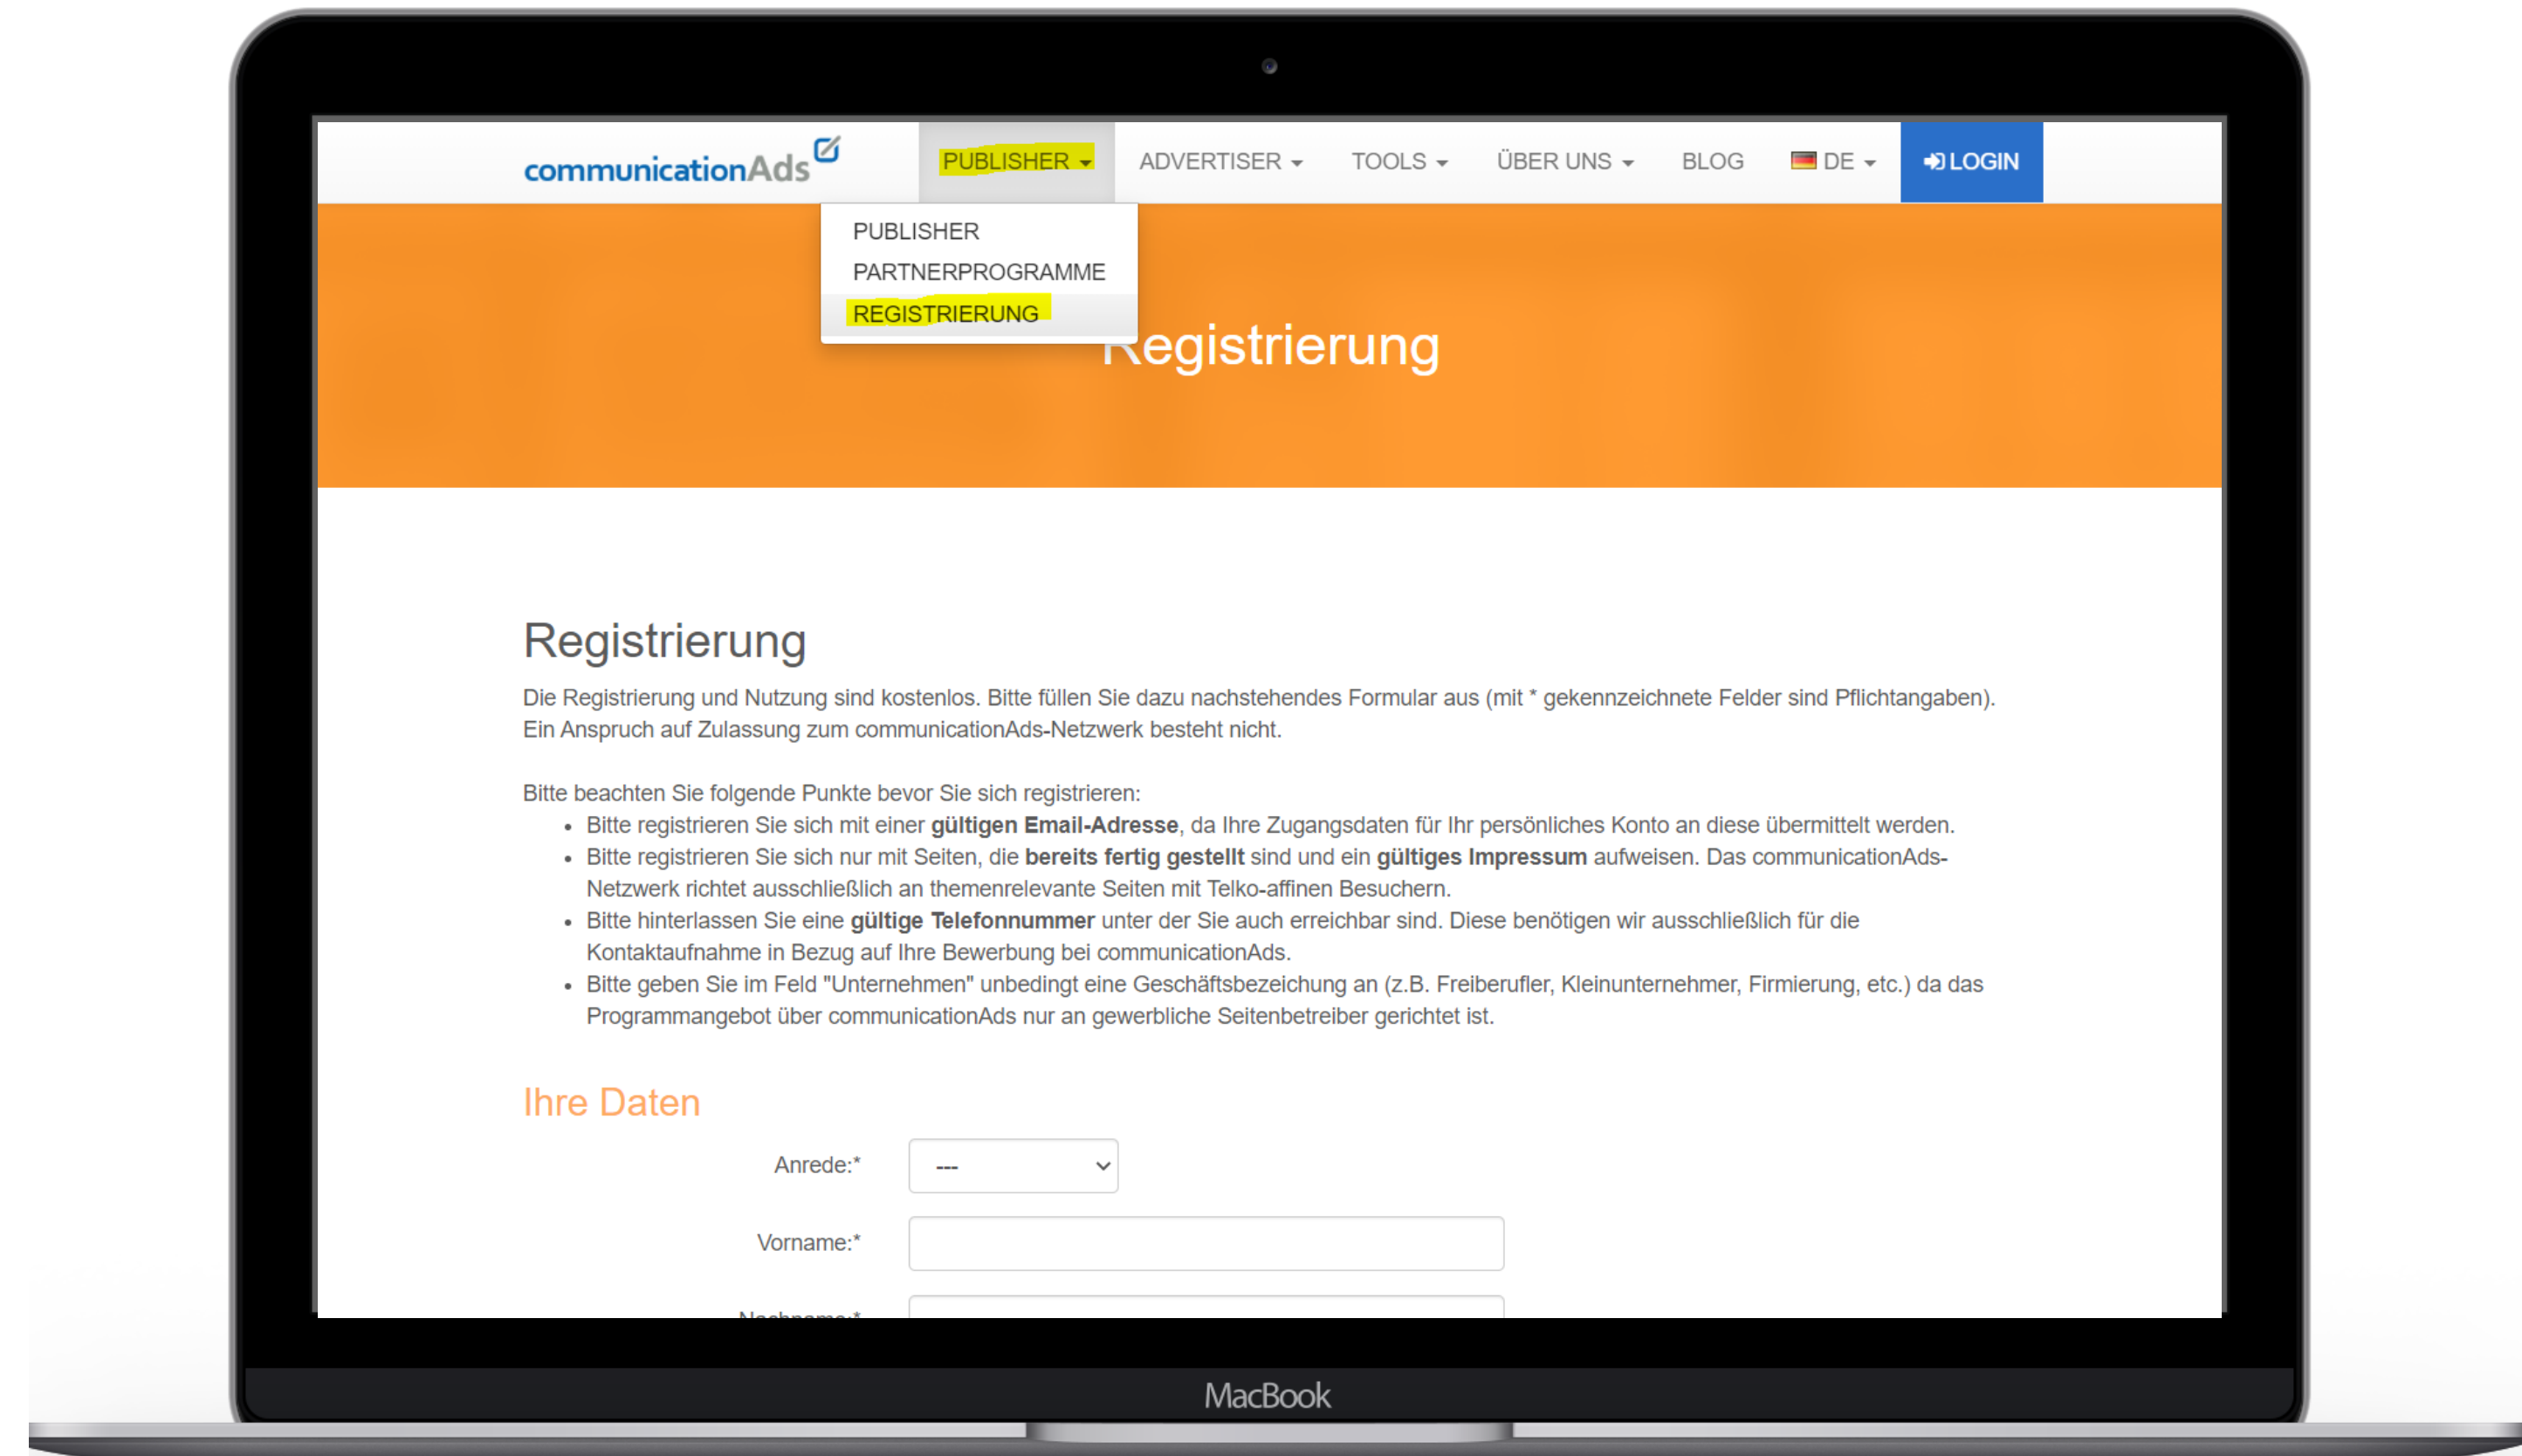 communicationAds
PUBLISHER
ADVERTISER
TOOLS
ÜBER UNS
BLOG
DE
LOGIN
PUBLISHER
PARTNERPROGRAMME
REGISTRIERUNG
Registrierung
Registrierung
Die Registrierung und Nutzung sind kostenlos. Bitte füllen Sie dazu nachstehendes Formular aus (mit * gekennzeichnete Felder sind Pflichtangaben).
Ein Anspruch auf Zulassung zum communicationAds-Netzwerk besteht nicht.
Bitte beachten Sie folgende Punkte bevor Sie sich registrieren:
• Bitte registrieren Sie sich mit einer gültigen Email-Adresse, da Ihre Zugangsdaten für Ihr persönliches Konto an diese übermittelt werden.
• Bitte registrieren Sie sich nur mit Seiten, die bereits fertig gestellt sind und ein gültiges Impressum aufweisen. Das communicationAds-
Netzwerk richtet ausschließlich an themenrelevante Seiten mit Telko-affinen Besuchern.
• Bitte hinterlassen Sie eine gültige Telefonnummer unter der Sie auch erreichbar sind. Diese benötigen wir ausschließlich für die
Kontaktaufnahme in Bezug auf Ihre Bewerbung bei communicationAds.
• Bitte geben Sie im Feld "Unternehmen" unbedingt eine Geschäftsbezeichung an (z.B. Freiberufler, Kleinunternehmer, Firmierung, etc.) da das
Programmangebot über communicationAds nur an gewerbliche Seitenbetreiber gerichtet ist.
Ihre Daten
Anrede:* ---
Vorname:*
Nachname:*
MacBook